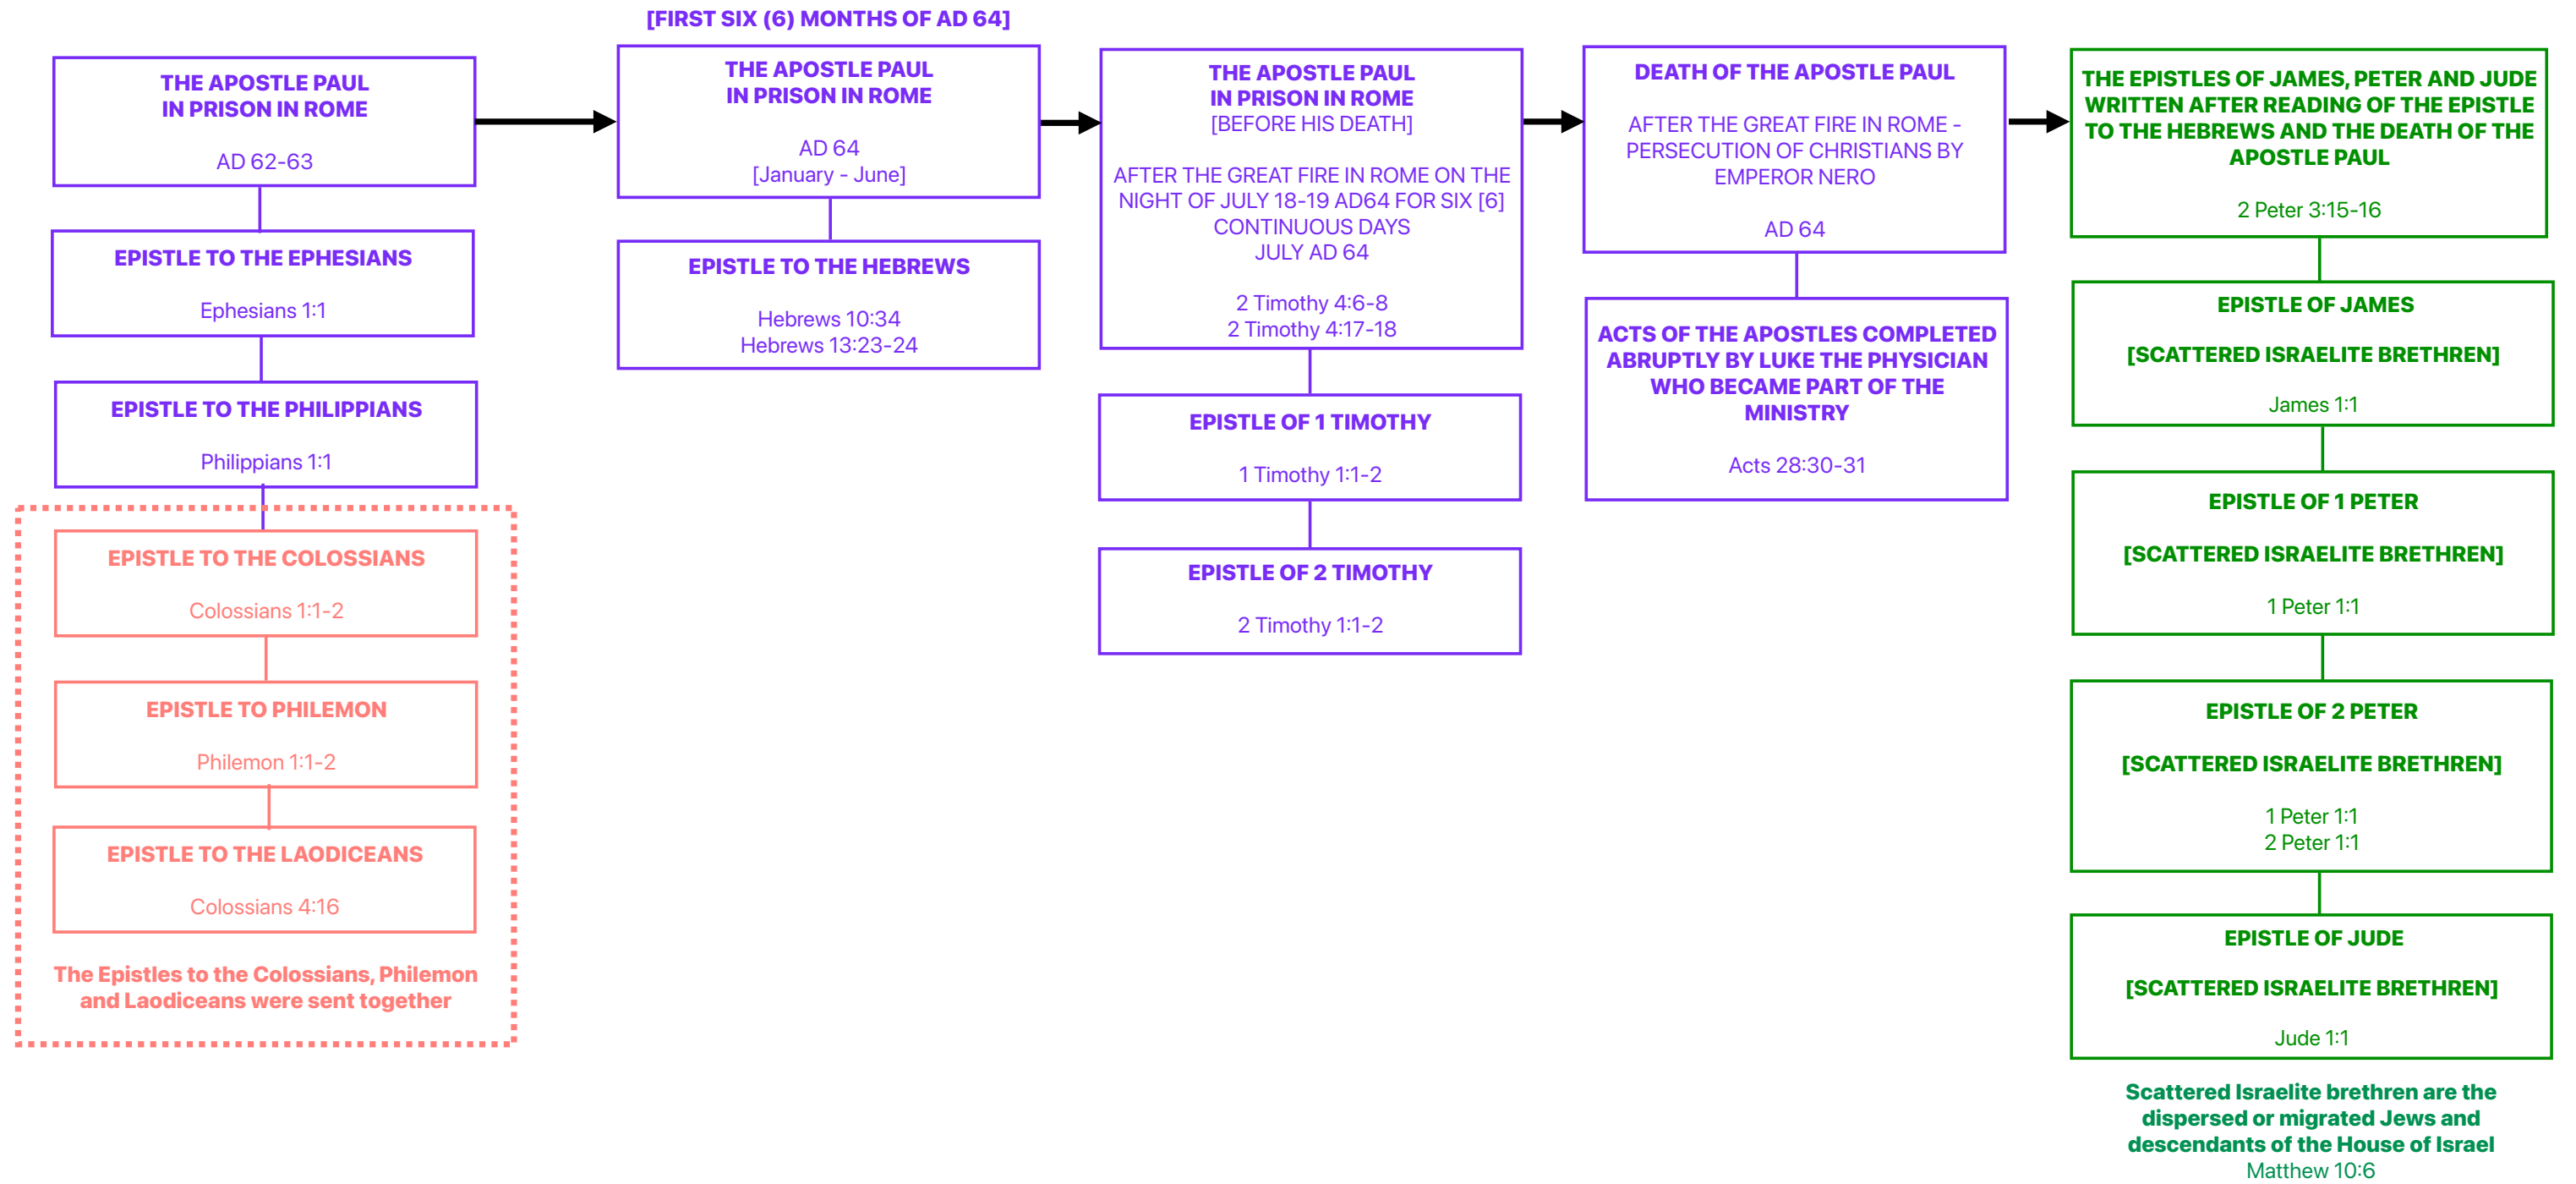 [FIRST SIX (6) MONTHS OF AD 64]
THE APOSTLE PAUL
IN PRISON IN ROME
AD 62-63
EPISTLE TO THE EPHESIANS
Ephesians 1:1
EPISTLE TO THE PHILIPPIANS
Philippians 1:1
EPISTLE TO THE COLOSSIANS
Colossians 1:1-2
EPISTLE TO PHILEMON
Philemon 1:1-2
EPISTLE TO THE LAODICEANS
Colossians 4:16
The Epistles to the Colossians, Philemon
and Laodiceans were sent together
THE APOSTLE PAUL
IN PRISON IN ROME
AD 64
[January - June]
EPISTLE TO THE HEBREWS
Hebrews 10:34
Hebrews 13:23-24
THE APOSTLE PAUL
IN PRISON IN ROME
[BEFORE HIS DEATH]
AFTER THE GREAT FIRE IN ROME ON THE
NIGHT OF JULY 18-19 AD64 FOR SIX [6]
CONTINUOUS DAYS
JULY AD 64
2 Timothy 4:6-8
2 Timothy 4:17-18
EPISTLE OF 1 TIMOTHY
1 Timothy 1:1-2
EPISTLE OF 2 TIMOTHY
2 Timothy 1:1-2
DEATH OF THE APOSTLE PAUL
AFTER THE GREAT FIRE IN ROME -
PERSECUTION OF CHRISTIANS BY
EMPEROR NERO
AD 64
ACTS OF THE APOSTLES COMPLETED
ABRUPTLY BY LUKE THE PHYSICIAN
WHO BECAME PART OF THE
MINISTRY
Acts 28:30-31
THE EPISTLES OF JAMES, PETER AND JUDE
WRITTEN AFTER READING OF THE EPISTLE
TO THE HEBREWS AND THE DEATH OF THE
APOSTLE PAUL
2 Peter 3:15-16
EPISTLE OF JAMES
[SCATTERED ISRAELITE BRETHREN]
James 1:1
EPISTLE OF 1 PETER
[SCATTERED ISRAELITE BRETHREN]
1 Peter 1:1
EPISTLE OF 2 PETER
[SCATTERED ISRAELITE BRETHREN]
1 Peter 1:1
2 Peter 1:1
EPISTLE OF JUDE
[SCATTERED ISRAELITE BRETHREN]
Jude 1:1
Scattered Israelite brethren are the
dispersed or migrated Jews and
descendants of the House of Israel
Matthew 10:6